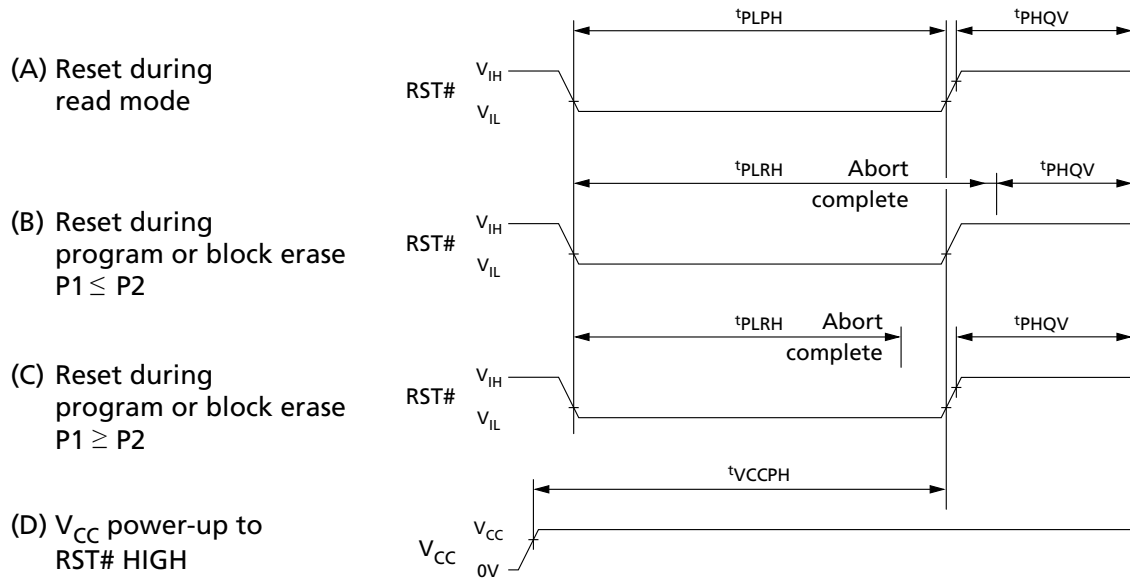 tPLPH tPHQV
(A) Reset during
read mode
RST#
VIH
VIL
tPLRH Abort
complete
tPHQV
(B) Reset during
program or block erase
P1 ≤ P2
RST#
VIH
VIL
tPLRH Abort
complete
tPHQV
(C) Reset during
program or block erase
P1 ≥ P2
RST#
VIH
VIL
tVCCPH
(D) VCC power-up to
RST# HIGH
VCC
VCC
0V